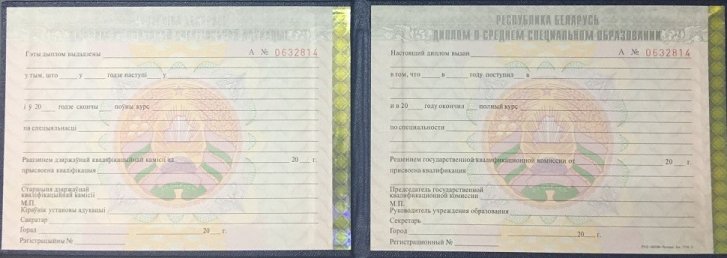 Гэты дыплом выдадзены
А № 0632814
у тым, што у годзе паступі у
і ў 20 годзе скончы поўны курс
па спецыяльнасці
Рашэннем дзяржаўнай кваліфікацыйнай камісіі ад 20 г.
прысвоена кваліфікацыя
Старшыня дзяржаўнай
кваліфікацыйнай камісіі
М.П.
Кіраўнік установы адукацыі
Сакратар
Горад 20 г.
Рэгістрацыйны №
РЕСПУБЛИКА БЕЛАРУСЬ
ДИПЛОМ О СРЕДНЕМ СПЕЦИАЛЬНОМ ОБРАЗОВАНИИ
Настоящий диплом выдан
А № 0632814
в том, что в году поступил в
и в 20 году окончил полный курс
по специальности
Решением государственной квалификационной комиссии от 20 г.
присвоена квалификация
Председатель государственной
квалификационной комиссии
М.П.
Руководитель учреждения образования
Секретарь
Город 20 г.
Регистрационный №